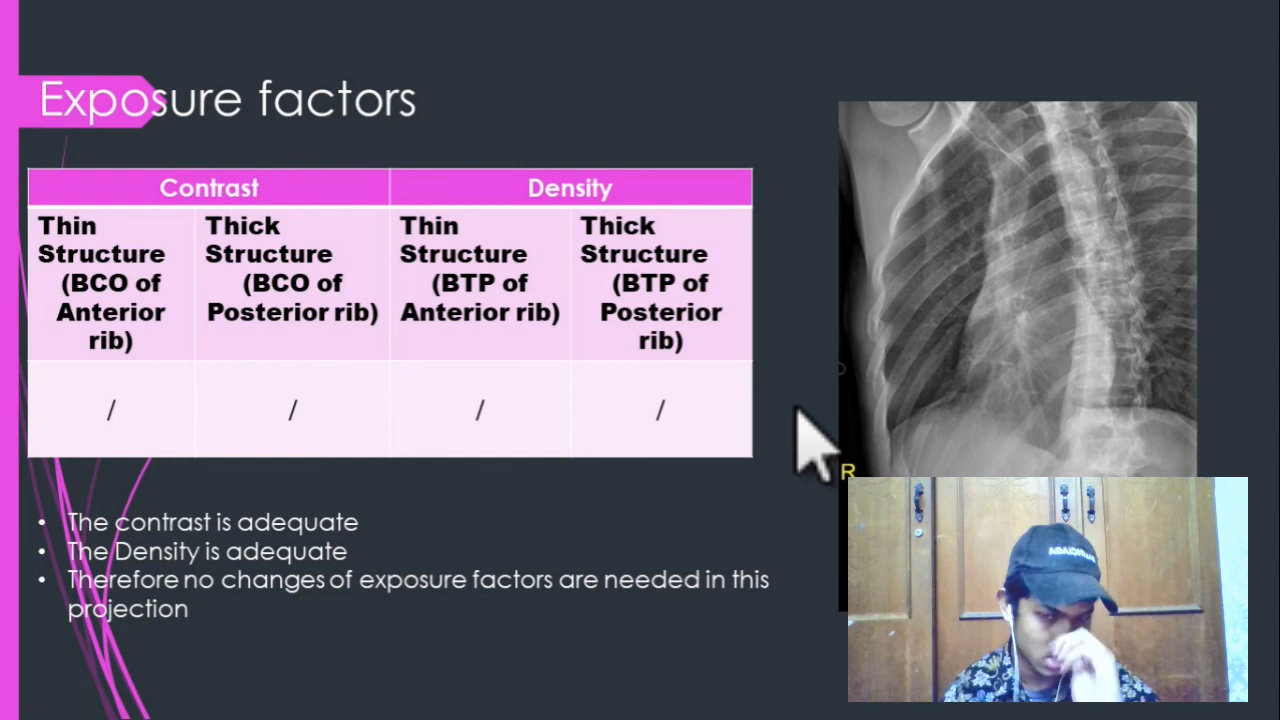 Exposure factors
Contrast
Density
Thin
Structure
(BCO of
Anterior
rib)
Thick
Structure
(BCO of
Posterior rib)
Thin
Structure
(BTP of
Anterior rib)
Thick
Structure
(BTP of
Posterior
rib)
/
/
/
/
R
• The contrast is adequate
• The Density is adequate
• Therefore no changes of exposure factors are needed in this
projection